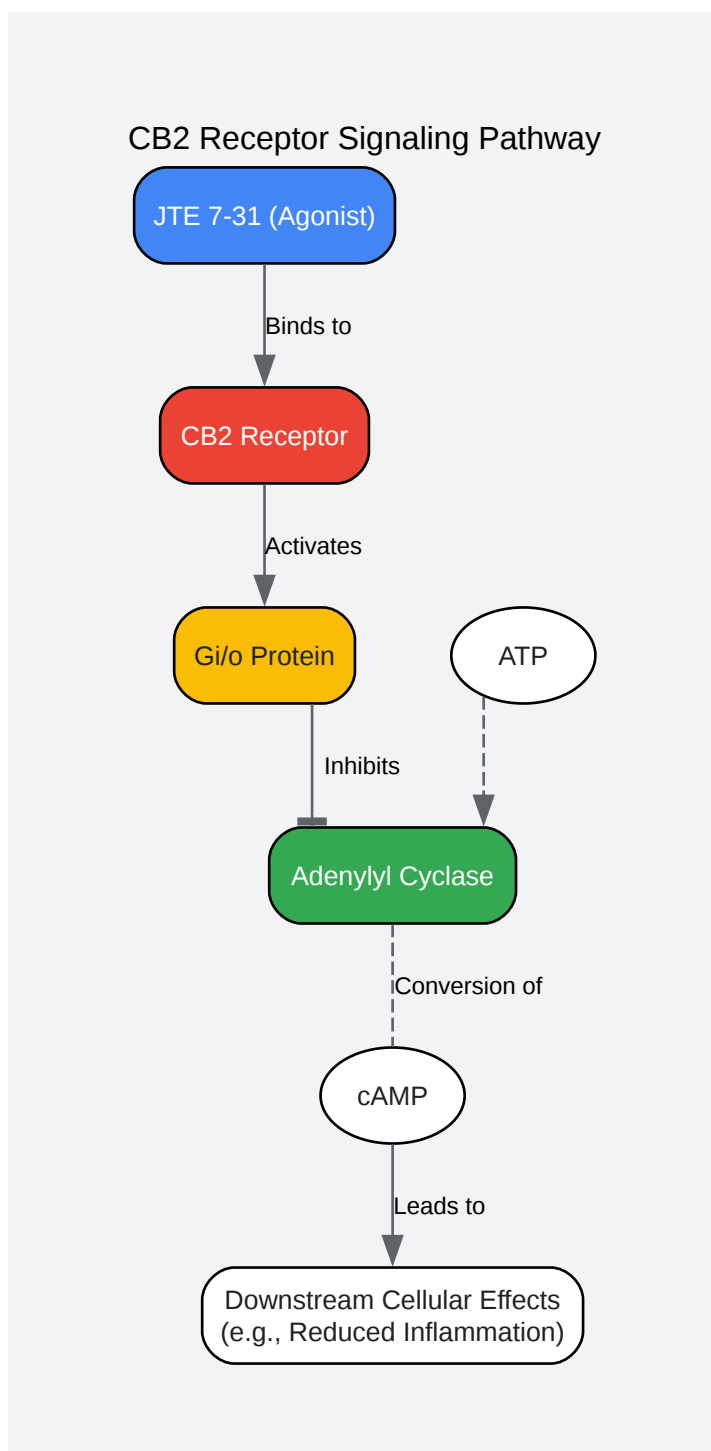 CB2 Receptor Signaling Pathway
JTE 7-31 (Agonist)
Binds to
CB2 Receptor
Activates
Gi/o Protein
ATP
Inhibits
Adenylyl Cyclase
Conversion of
cAMP
Leads to
Downstream Cellular Effects
(e.g., Reduced Inflammation)